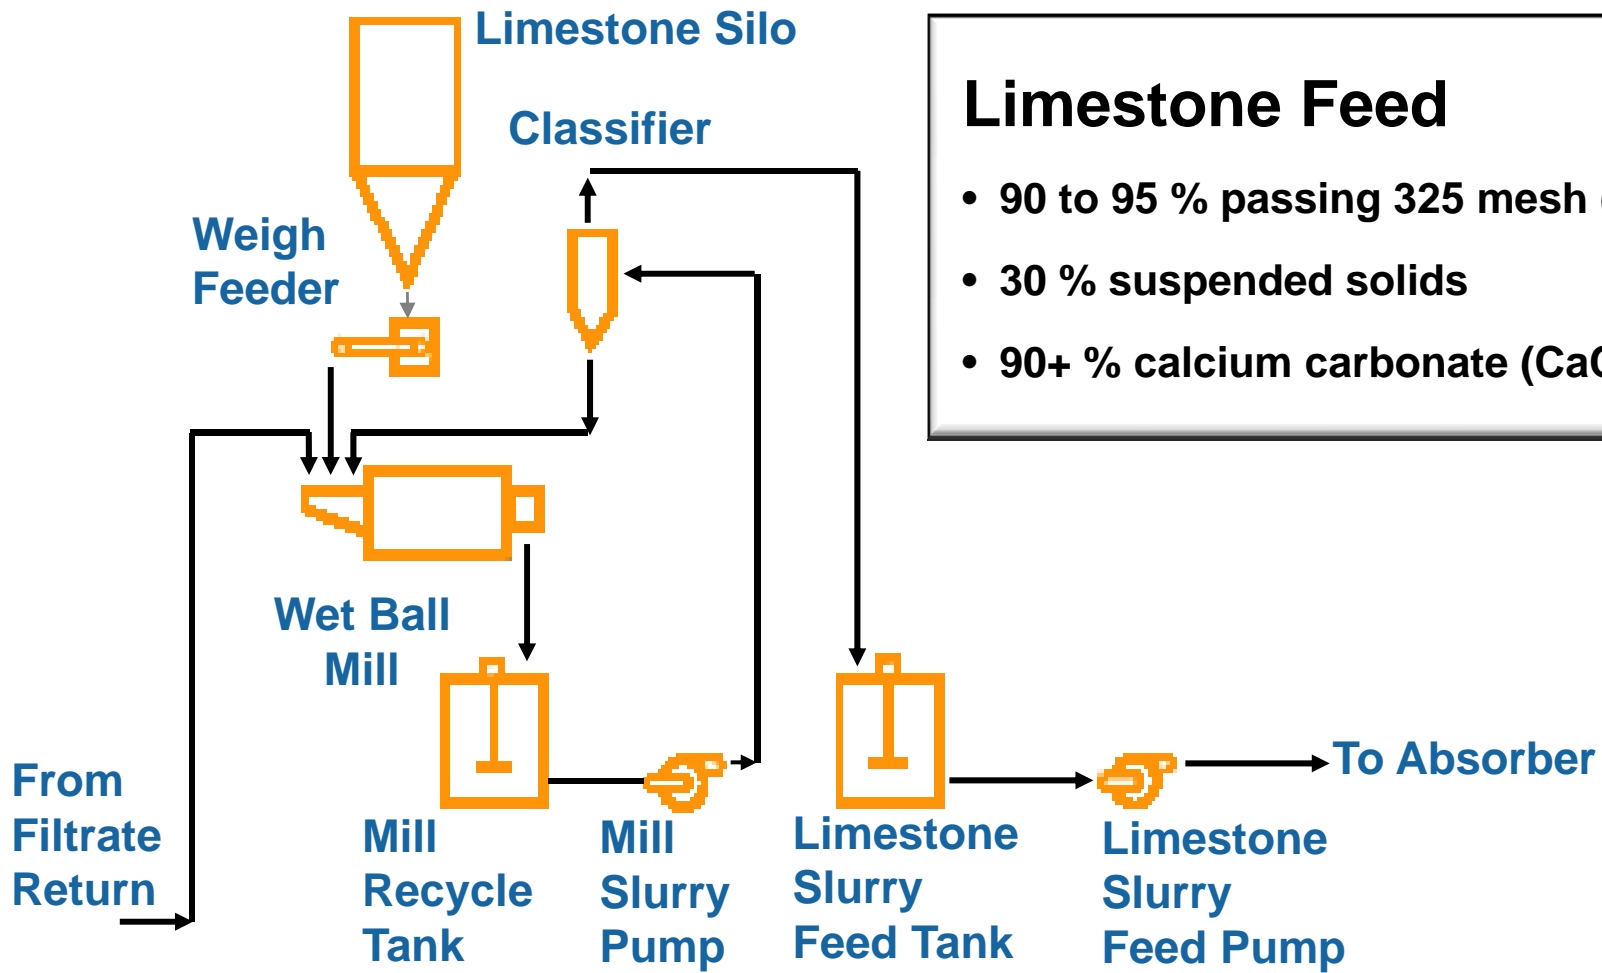 Limestone Silo
Classifier
Weigh
Feeder
Limestone Feed
• 90 to 95 % passing 325 mesh
• 30 % suspended solids
• 90+ % calcium carbonate
Wet Ball
Mill
From
Filtrate
Return
Mill
Recycle
Tank
Mill
Slurry
Pump
Limestone
Slurry
Feed Tank
Limestone
Slurry
Feed Pump
To Absorber